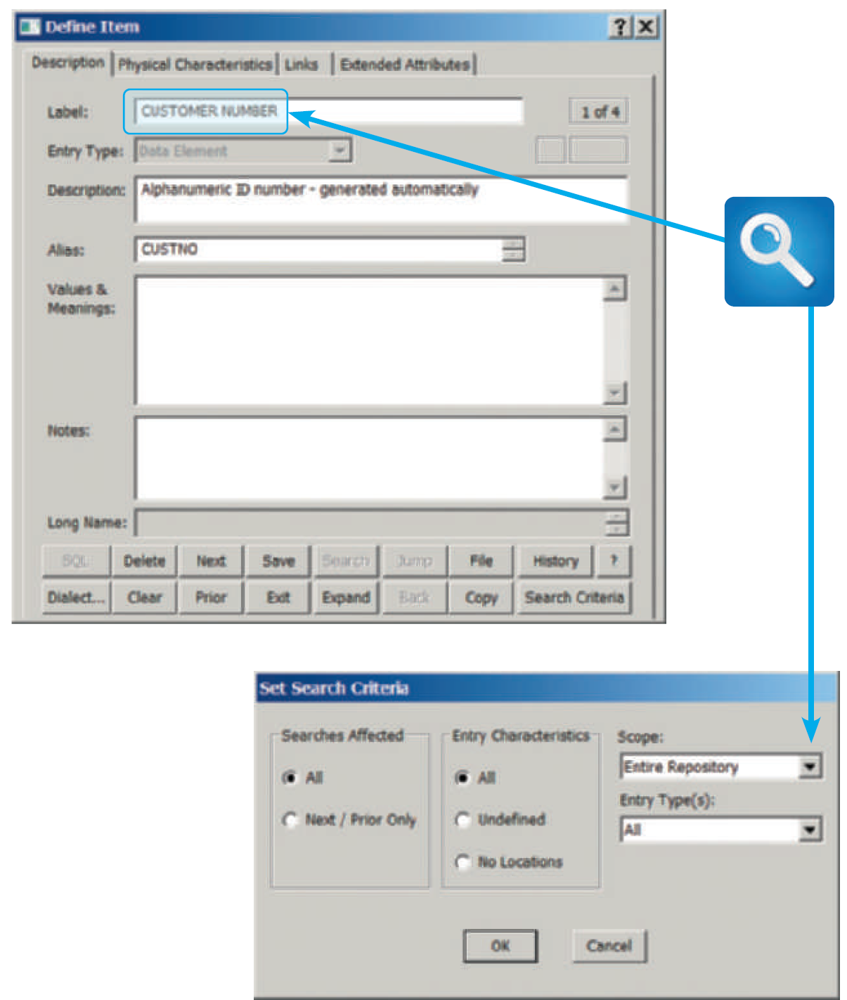 Define Item
? X
Description Physical Characteristics Links Extended Attributes
Label: CUSTOMER NUMBER 1 of 4
Entry Type: Data Element
Description: Alphanumeric ID number - generated automatically
Alias: CUSTNO
Values &
Meanings:
Notes:
Long Name:
SQL Delete Next Save Search Jump File History ?
Dialect... Clear Prior Exit Expand Back Copy Search Criteria
Set Search Criteria
Searches Affected Entry Characteristics Scope:
All All Entire Repository
Entry Type(s):
Next / Prior Only Undefined All
No Locations
OK Cancel